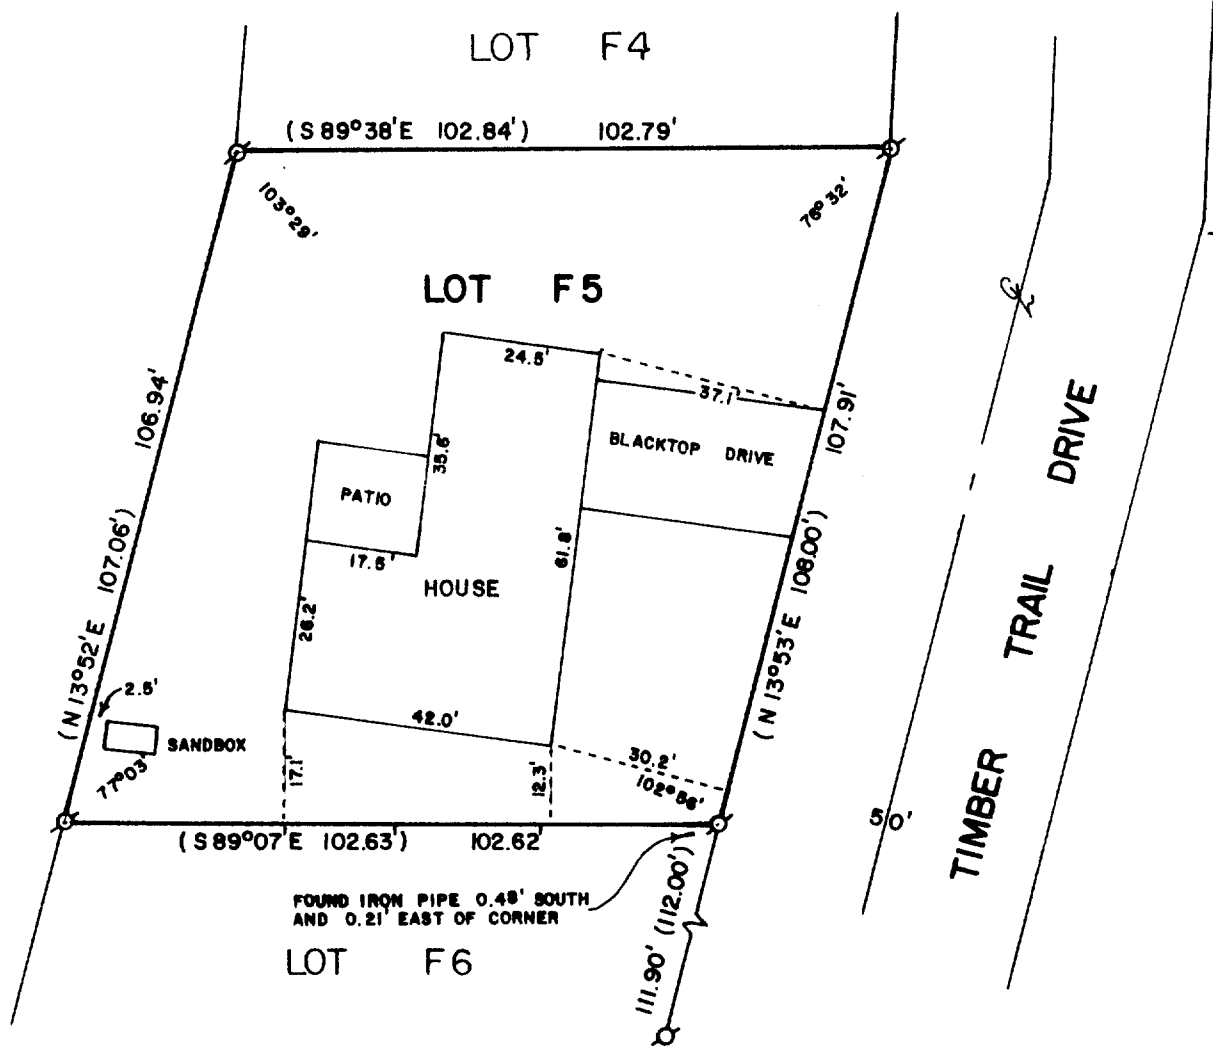 LOT F4
(S 89°38'E 102.84') 102.79'
103°29'
76°32'
LOT F5
24.5'
37.1'
106.94'
107.91'
35.6'
BLACKTOP DRIVE
PATIO
17.5'
61.8'
HOUSE
26.2'
(N 13°52'E 107.06')
(N 13°53'E 108.00')
TIMBER TRAIL DRIVE
2.5'
42.0'
SANDBOX
30.2'
17.1'
12.3'
77°03'
102°56'
50'
(S 89°07'E 102.63') 102.62'
FOUND IRON PIPE 0.48' SOUTH
AND 0.21' EAST OF CORNER
111.90' (112.00')
LOT F6